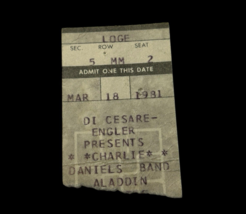 LOGE
SEC ROW SEAT
5 MM 2
ADMIT ONE THIS DATE
MAR 18 1981
DI CESARE-
ENGLER
PRESENTS
* *CHARLIE* *
DANIELS BAND
ALADDIN